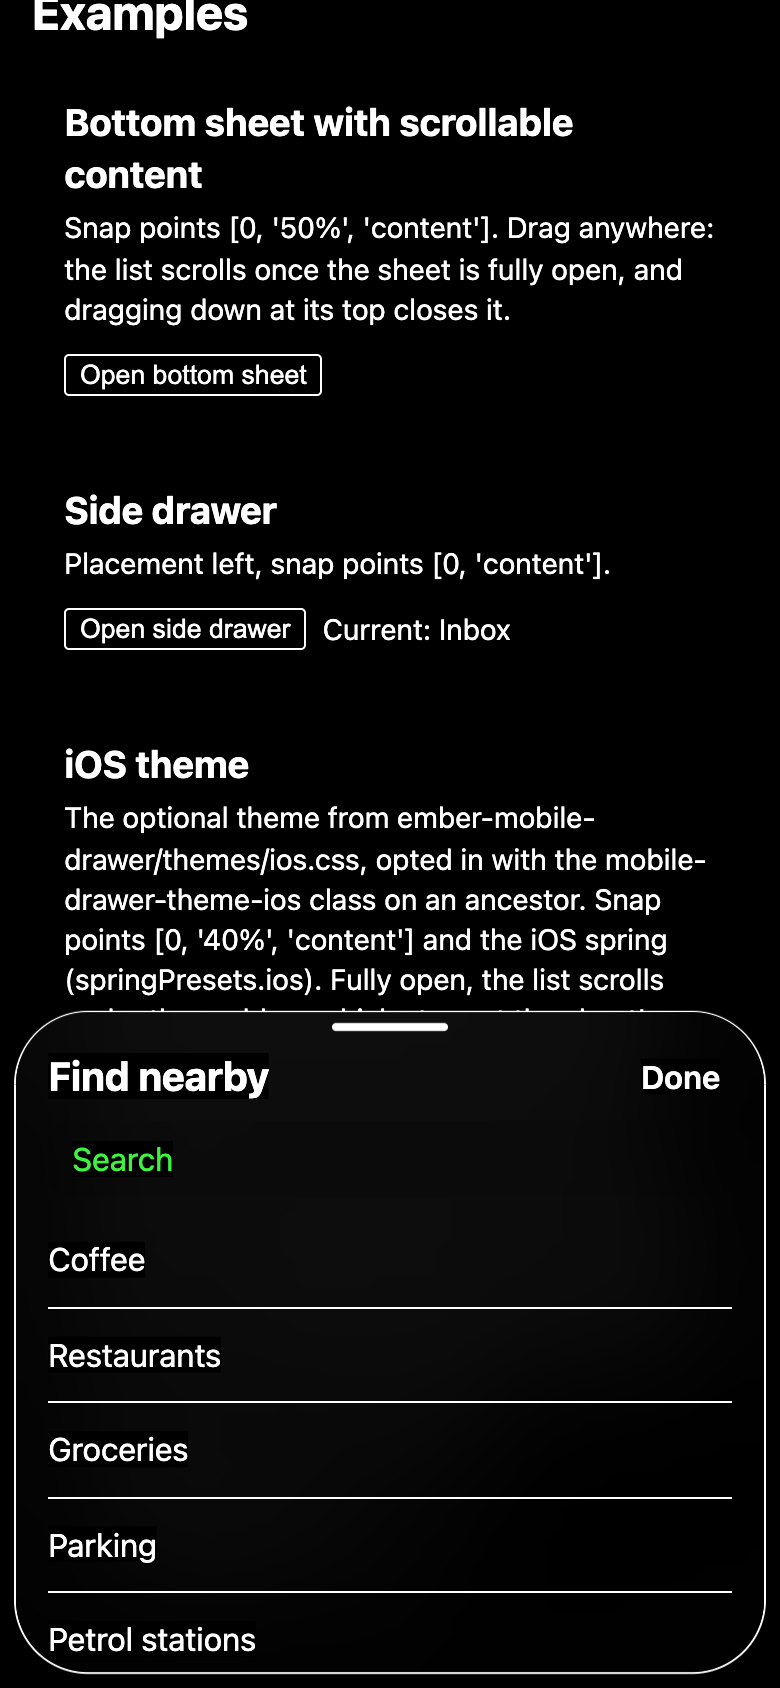 Examples
Bottom sheet with scrollable
content
Snap points [0, '50%', 'content']. Drag anywhere:
the list scrolls once the sheet is fully open, and
dragging down at its top closes it.
Open bottom sheet
Side drawer
Placement left, snap points [0, 'content'].
Open side drawer Current: Inbox
iOS theme
The optional theme from ember-mobile-
drawer/themes/ios.css, opted in with the mobile-
drawer-theme-ios class on an ancestor. Snap
points [0, '40%', 'content'] and the iOS spring
(springPresets.ios). Fully open, the list scrolls
Find nearby Done
Search
Coffee
Restaurants
Groceries
Parking
Petrol stations